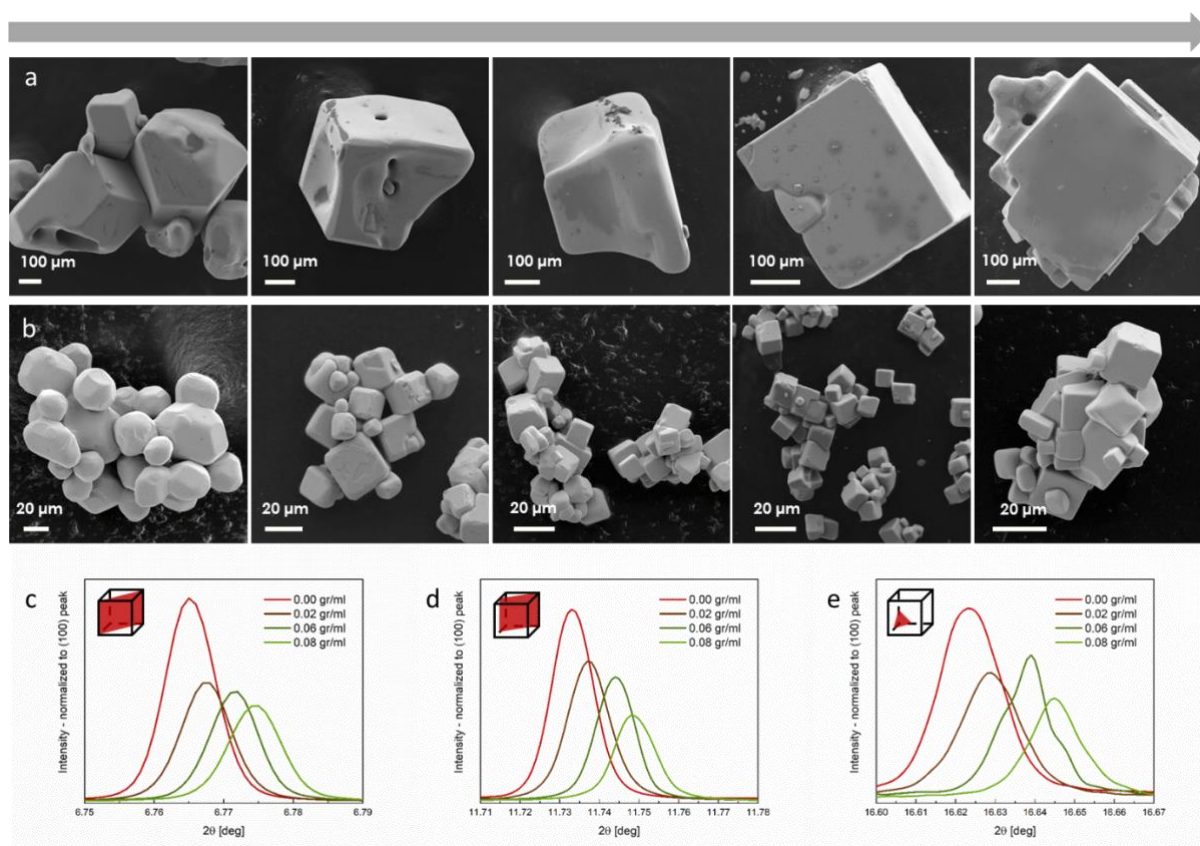 a
100 µm
100 µm
100 µm
100 µm
100 µm
b
20 µm
20 µm
20 µm
20 µm
20 µm
c
Intensity - normalized to (100) peak
0.00 gr/ml
0.02 gr/ml
0.06 gr/ml
0.08 gr/ml
6.75 6.76 6.77 6.78 6.79
2θ [deg]
d
Intensity - normalized to (100) peak
0.00 gr/ml
0.02 gr/ml
0.06 gr/ml
0.08 gr/ml
11.71 11.72 11.73 11.74 11.75 11.76 11.77 11.78
2θ [deg]
e
Intensity - normalized to (100) peak
0.00 gr/ml
0.02 gr/ml
0.06 gr/ml
0.08 gr/ml
16.60 16.61 16.62 16.63 16.64 16.65 16.66 16.67
2θ [deg]